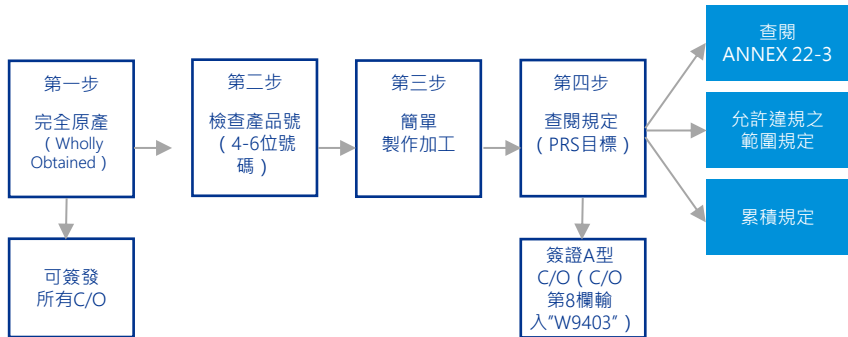 第一步
完全原產
（Wholly
Obtained）
第二步
檢查產品號
（4-6位號
碼）
第三步
簡單
製作加工
第四步
查閱規定
（PRS目標）
查閱
ANNEX 22-3
允許違規之
範圍規定
累積規定
可簽發
所有C/O
簽證A型
C/O（C/O
第8欄輸
入"W9403"）